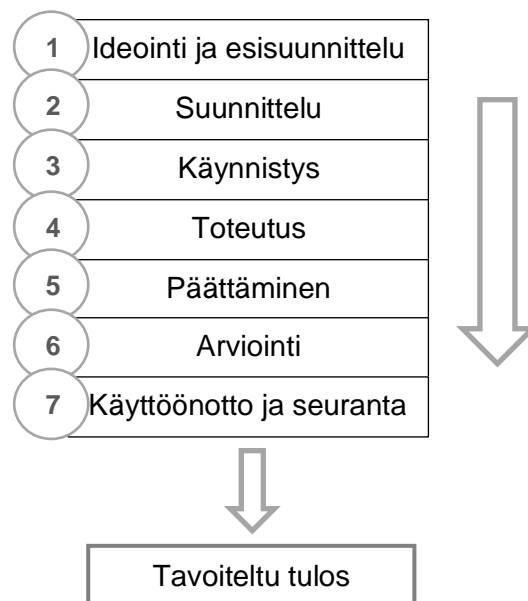 1 Ideointi ja esisuunnittelu
2 Suunnittelu
3 Käynnistys
4 Toteutus
5 Päättäminen
6 Arviointi
7 Käyttöönotto ja seuranta
Tavoiteltu tulos